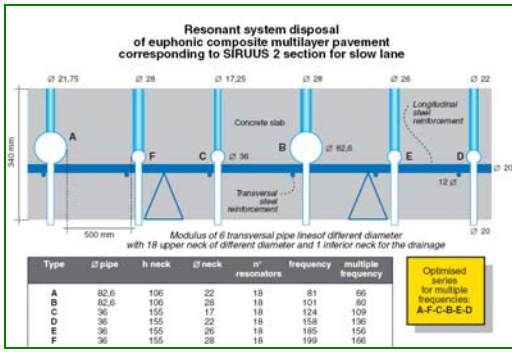 Resonant system disposal
of euphonic composite multilayer pavement
corresponding to SIRUUS 2 section for slow lane
Ø 21,75 Ø 28 Ø 17,25 Ø 28 Ø 26 Ø 22
Longitudinal
steel
reinforcement
Concrete slab
340 mm
A
F
C
Ø 36
B
Ø 82,6
E
D
Ø 20
Transversal
steel
reinforcement
12 Ø
500 mm
Ø 20
Modulus of 6 transversal pipe linesof different diameter
with 18 upper neck of different diameter and 1 inferior neck for the drainage
Type Ø pipe h neck Ø neck n° resonators frequency multiple frequency
A 82,6 106 22 18 81 66
B 82,6 106 28 18 101 80
C 36 155 17 18 124 109
D 36 155 22 18 158 136
E 36 155 26 18 185 156
F 36 155 28 18 199 166
Optimised
series
for multiple
frequencies:
A-F-C-B-E-D